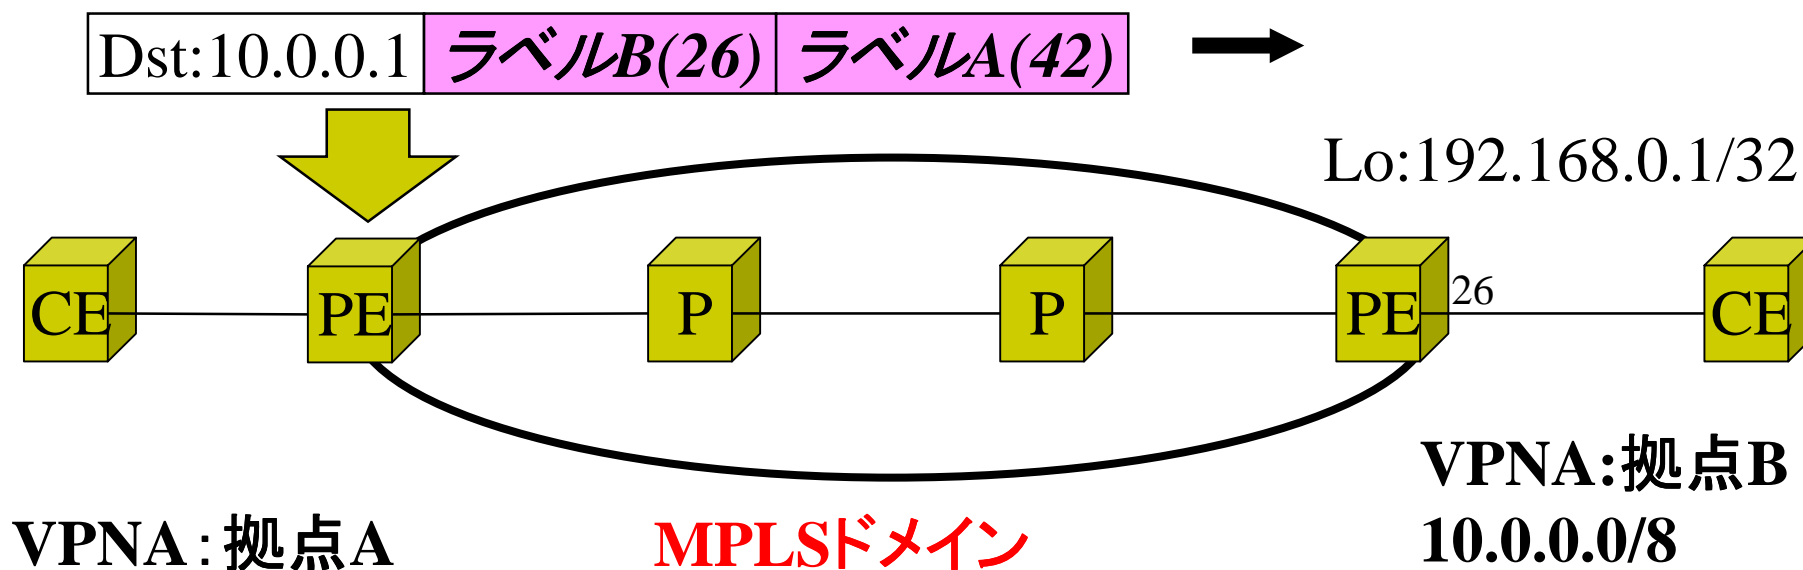 Dst:10.0.0.1 ラベルB(26) ラベルA(42)
Lo:192.168.0.1/32
CE PE P P PE 26 CE
VPNA:拠点B
10.0.0.0/8
VPNA:拠点A
MPLSドメイン